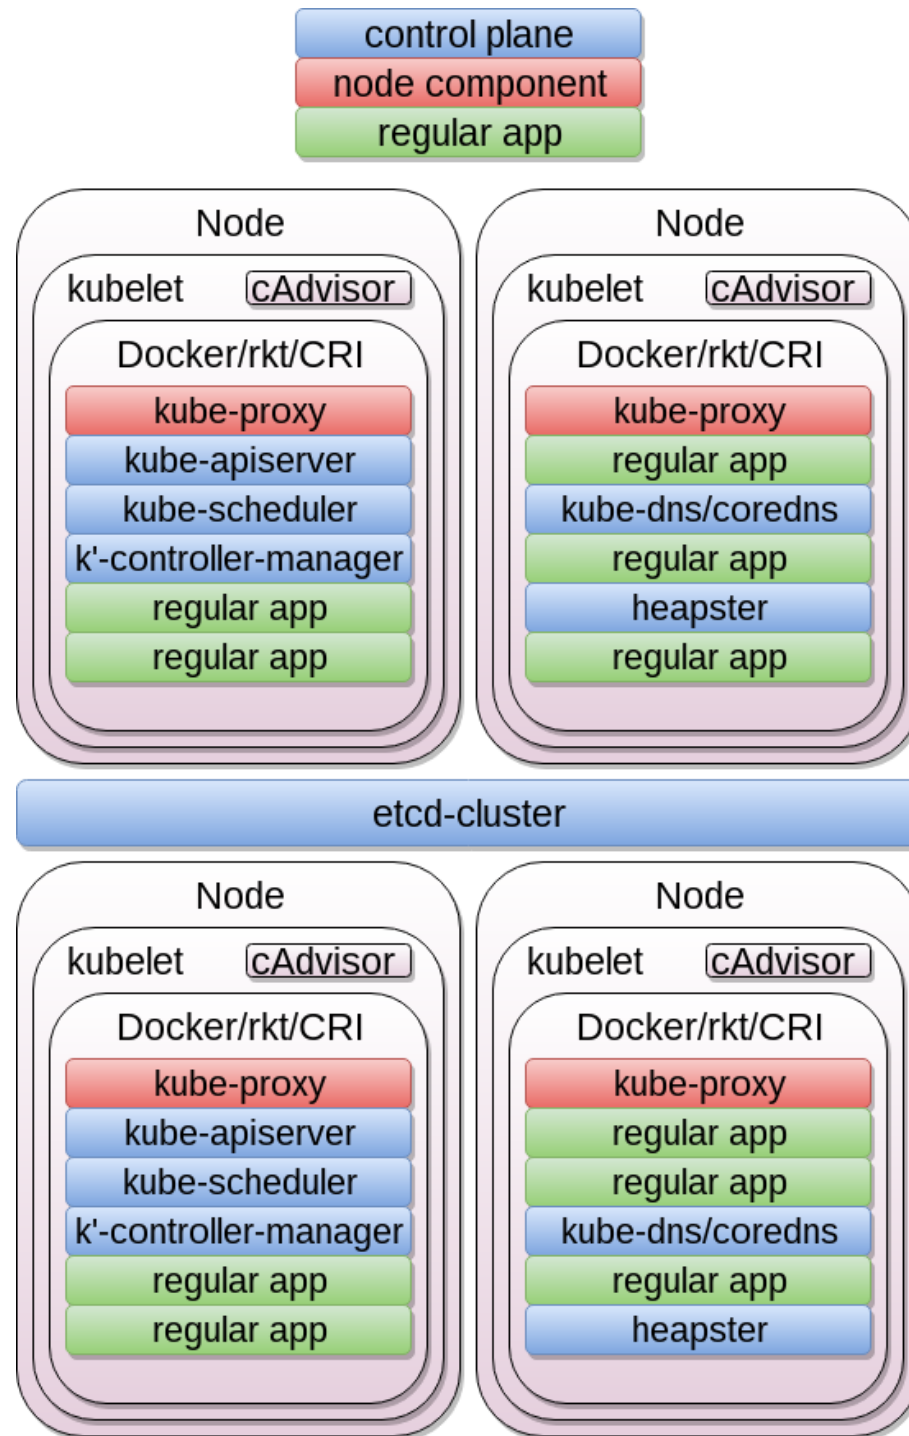 control plane
node component
regular app
Node
kubelet cAdvisor
Docker/rkt/CRI
kube-proxy
kube-apiserver
kube-scheduler
k'-controller-manager
regular app
regular app
Node
kubelet cAdvisor
Docker/rkt/CRI
kube-proxy
regular app
kube-dns/coredns
regular app
heapster
regular app
etcd-cluster
Node
kubelet cAdvisor
Docker/rkt/CRI
kube-proxy
kube-apiserver
kube-scheduler
k'-controller-manager
regular app
regular app
Node
kubelet cAdvisor
Docker/rkt/CRI
kube-proxy
regular app
regular app
kube-dns/coredns
regular app
heapster